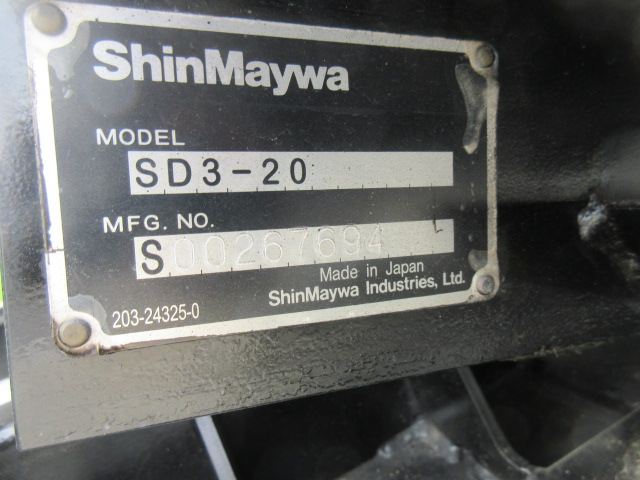 ShinMaywa
MODEL
SD3-20
MFG. NO.
S00267694
Made in Japan
203-24325-0
ShinMaywa Industries, Ltd.